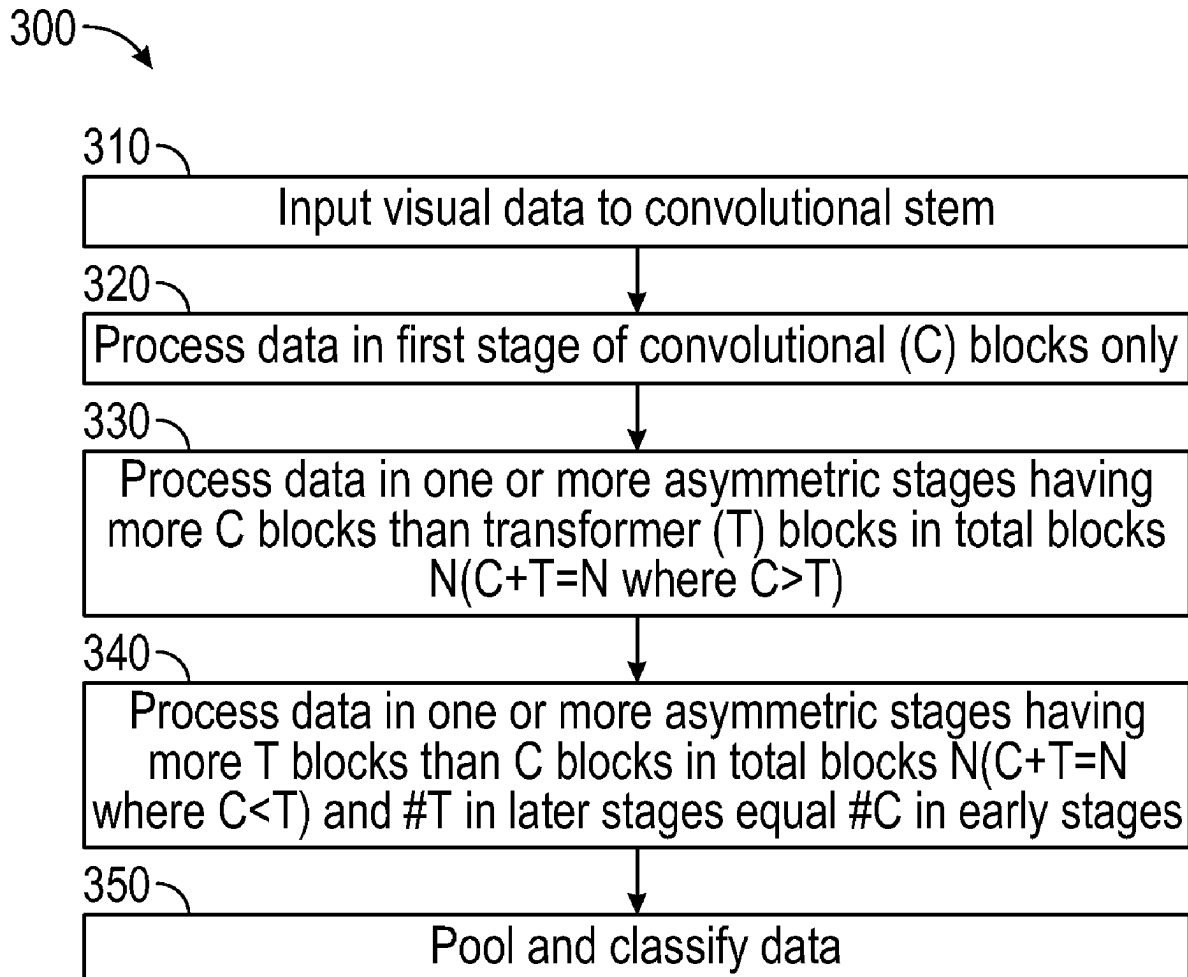 300
310
Input visual data to convolutional stem
320
Process data in first stage of convolutional (C) blocks only
330
Process data in one or more asymmetric stages having
more C blocks than transformer (T) blocks in total blocks
N(C+T=N where C>T)
340
Process data in one or more asymmetric stages having
more T blocks than C blocks in total blocks N(C+T=N
where C<T) and #T in later stages equal #C in early stages
350
Pool and classify data